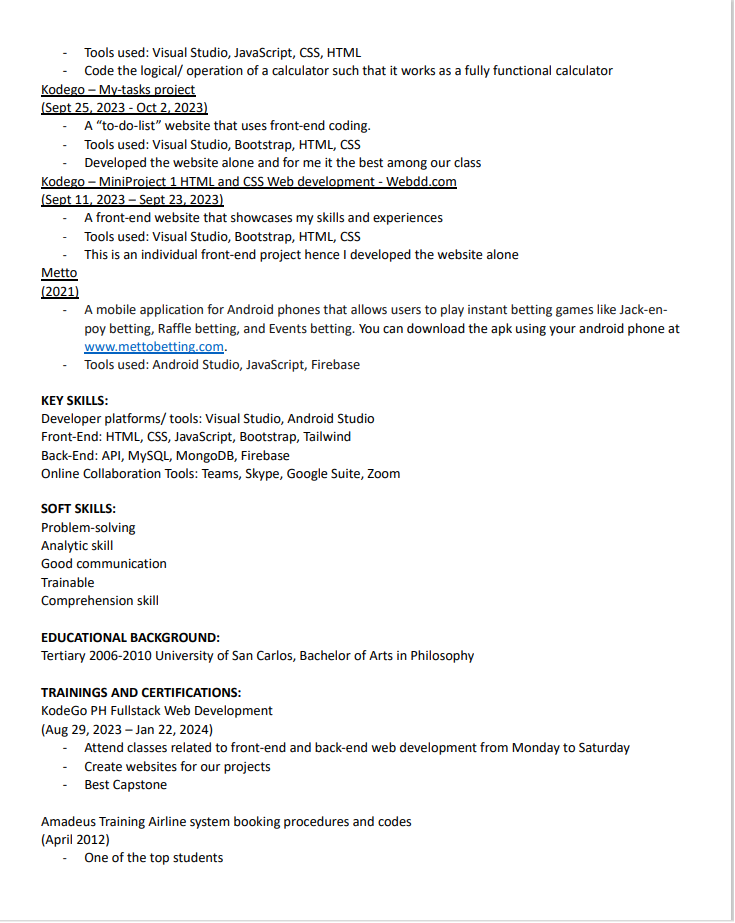 - Tools used: Visual Studio, JavaScript, CSS, HTML
- Code the logical/ operation of a calculator such that it works as a fully functional calculator
Kodego – My-tasks project
(Sept 25, 2023 - Oct 2, 2023)
- A “to-do-list” website that uses front-end coding.
- Tools used: Visual Studio, Bootstrap, HTML, CSS
- Developed the website alone and for me it the best among our class
Kodego – MiniProject 1 HTML and CSS Web development - Webdd.com
(Sept 11, 2023 – Sept 23, 2023)
- A front-end website that showcases my skills and experiences
- Tools used: Visual Studio, Bootstrap, HTML, CSS
- This is an individual front-end project hence I developed the website alone
Metto
(2021)
- A mobile application for Android phones that allows users to play instant betting games like Jack-en-
poy betting, Raffle betting, and Events betting. You can download the apk using your android phone at
www.mettobetting.com.
- Tools used: Android Studio, JavaScript, Firebase
KEY SKILLS:
Developer platforms/ tools: Visual Studio, Android Studio
Front-End: HTML, CSS, JavaScript, Bootstrap, Tailwind
Back-End: API, MySQL, MongoDB, Firebase
Online Collaboration Tools: Teams, Skype, Google Suite, Zoom
SOFT SKILLS:
Problem-solving
Analytic skill
Good communication
Trainable
Comprehension skill
EDUCATIONAL BACKGROUND:
Tertiary 2006-2010 University of San Carlos, Bachelor of Arts in Philosophy
TRAININGS AND CERTIFICATIONS:
KodeGo PH Fullstack Web Development
(Aug 29, 2023 – Jan 22, 2024)
- Attend classes related to front-end and back-end web development from Monday to Saturday
- Create websites for our projects
- Best Capstone
Amadeus Training Airline system booking procedures and codes
(April 2012)
- One of the top students